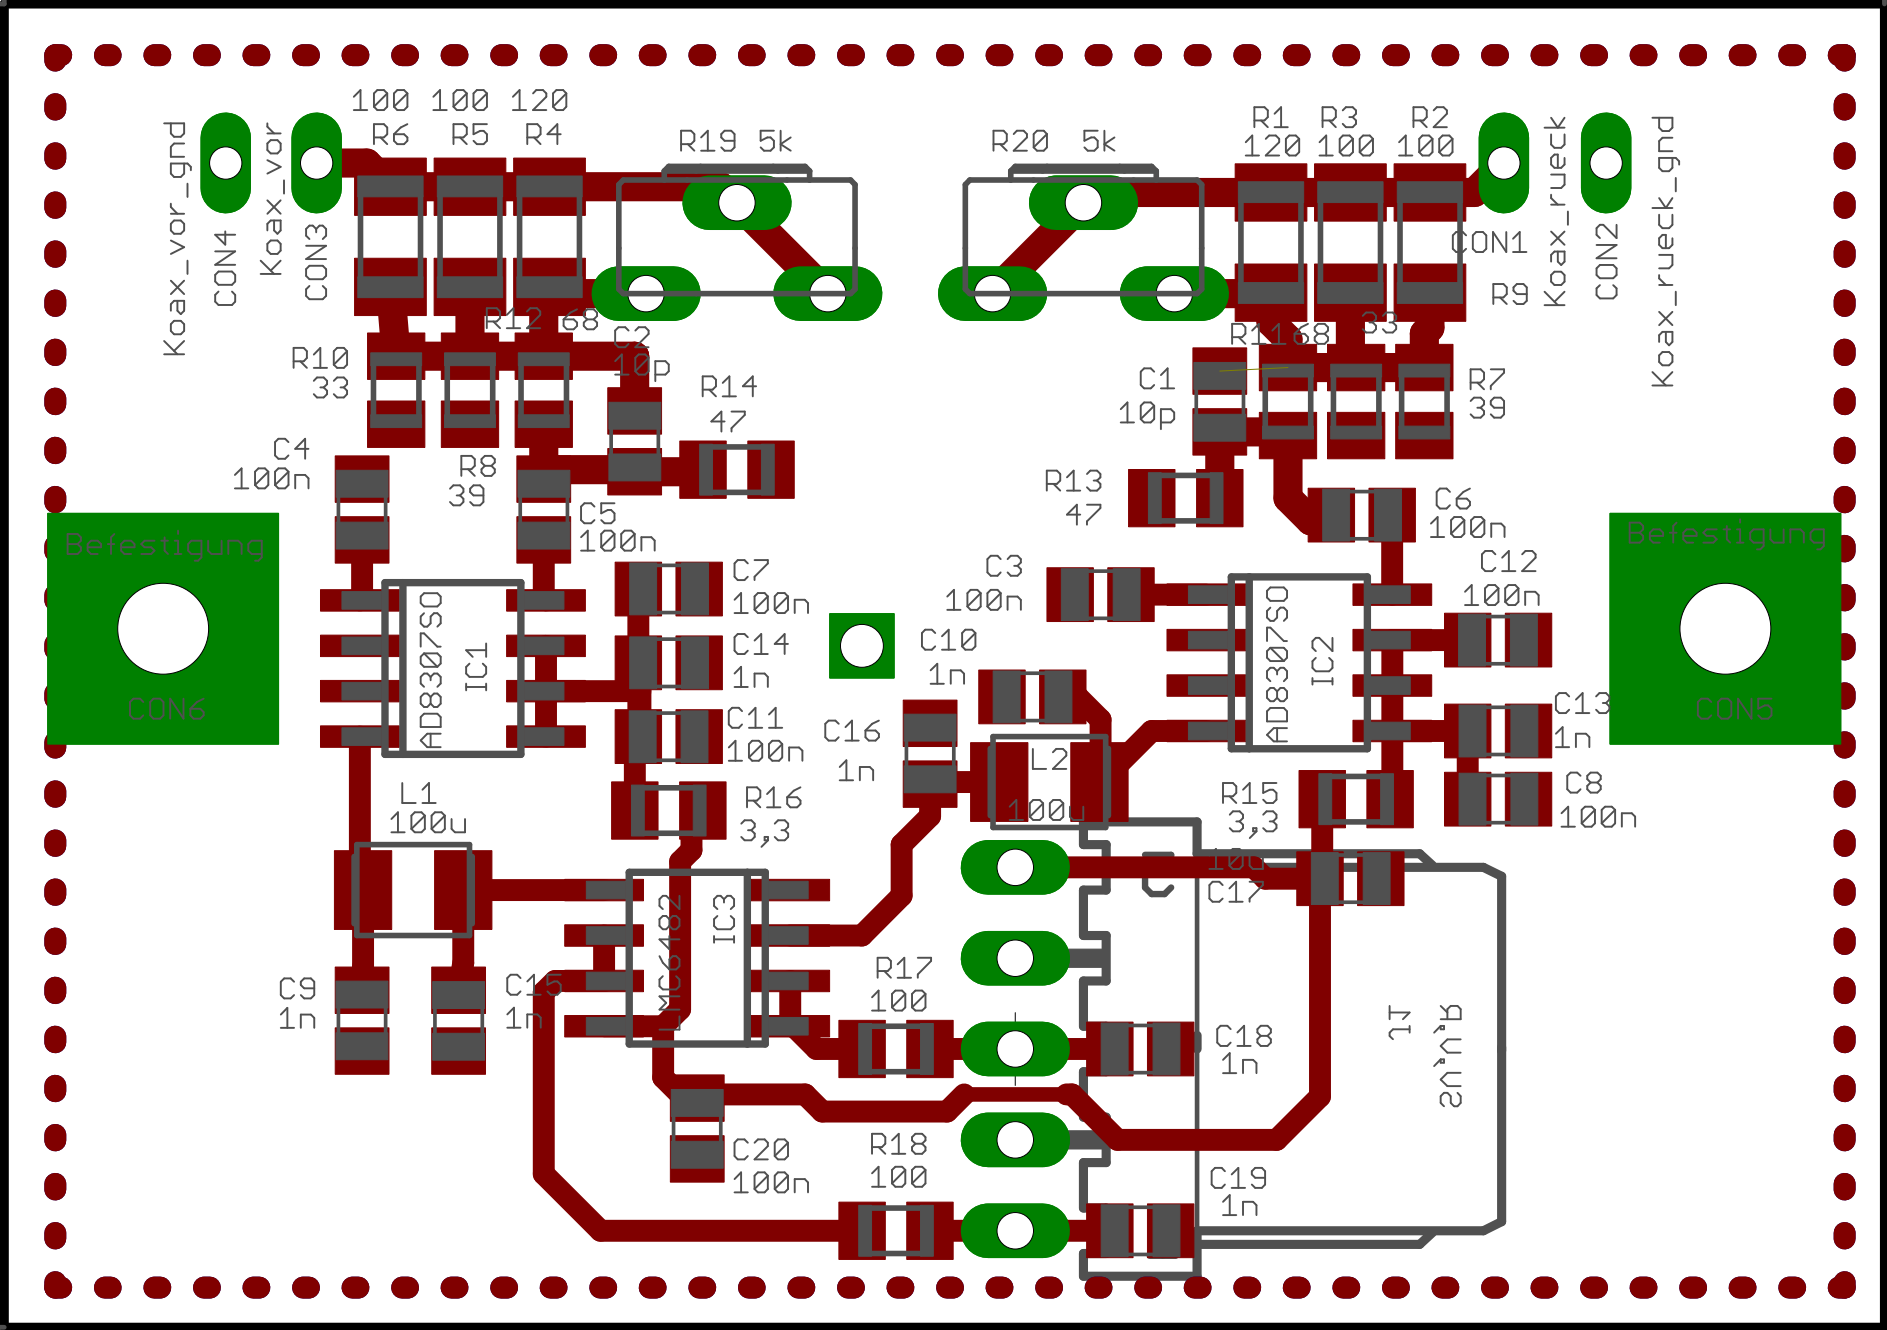 100 100 120
R6 R5 R4
R19 5k
R20 5k
R1 R3 R2
120 100 100
Koax_vor_gnd
CON4
Koax_vor
CON3
CON1
Koax_rueck
CON2
Koax_rueck_gnd
R9
R12 68
C2
10p
R10
33
R14
47
R11 68
33
C1
10p
R7
39
C4
100n
R8
39
C5
100n
R13
47
C6
100n
Befestigung
CON6
Befestigung
CON5
AD8307SO
IC1
C7
100n
C14
1n
C11
100n
C3
100n
AD8307SO
IC2
C12
100n
C10
1n
C13
1n
C16
1n
L2
100u
L1
100u
R16
3,3
R15
3,3
C8
100n
10u
C17
LMC6482
IC3
R17
100
C9
1n
C15
1n
J1
C18
1n
C20
100n
R18
100
C19
1n